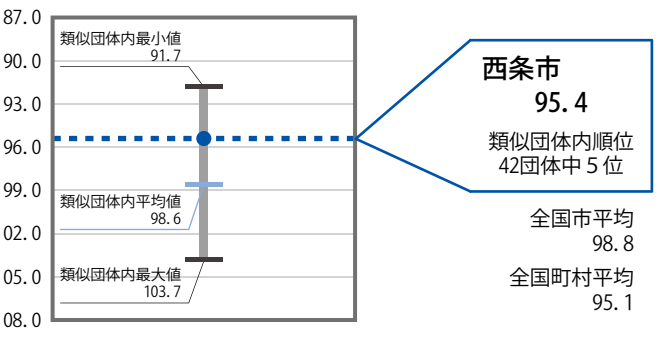 87.0
類似団体内最小値
91.7
90.0
93.0
96.0
99.0
類似団体内平均値
98.6
02.0
05.0
類似団体内最大値
103.7
08.0
西条市
95.4
類似団体内順位
42団体中５位
全国市平均
98.8
全国町村平均
95.1